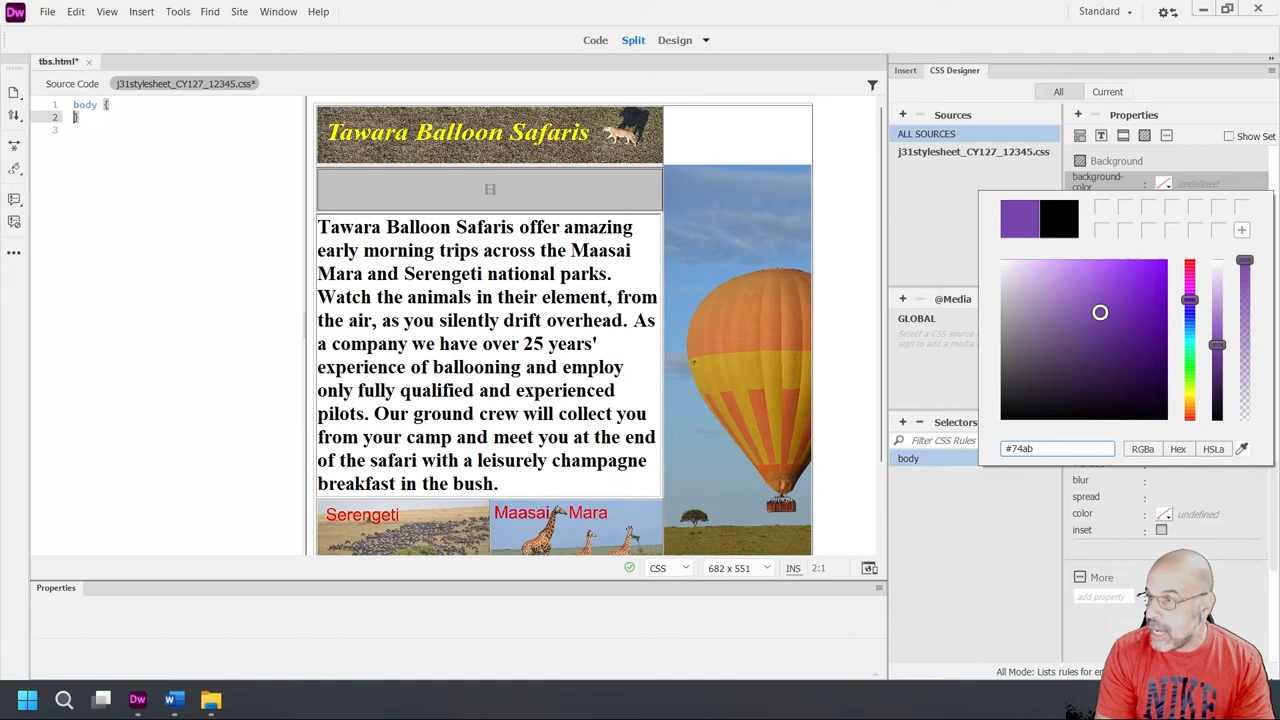 Dw File Edit View Insert Tools Find Site Window Help Standard
Code Split Design
tbs.html*
Source Code j31stylesheet_CY127_12345.css*
1 body {
2 }
3
Tawara Balloon Safaris
Tawara Balloon Safaris offer amazing
early morning trips across the Maasai
Mara and Serengeti national parks.
Watch the animals in their element, from
the air, as you silently drift overhead. As
a company we have over 25 years'
experience of ballooning and employ
only fully qualified and experienced
pilots. Our ground crew will collect you
from your camp and meet you at the end
of the safari with a leisurely champagne
breakfast in the bush.
Serengeti
Maasai Mara
CSS 682 x 551 INS 2:1
Properties
Insert CSS Designer
All Current
Sources
ALL SOURCES
j31stylesheet_CY127_12345.css
@Media
GLOBAL
Select a CSS source
sign to add a media
Selectors
Filter CSS Rules
body
Properties
Show Set
Background
background-
color : undefined
#74ab RGBa Hex HSLa
blur :
spread :
color : undefined
inset :
More
add property
All Mode: Lists rules for en
Dw